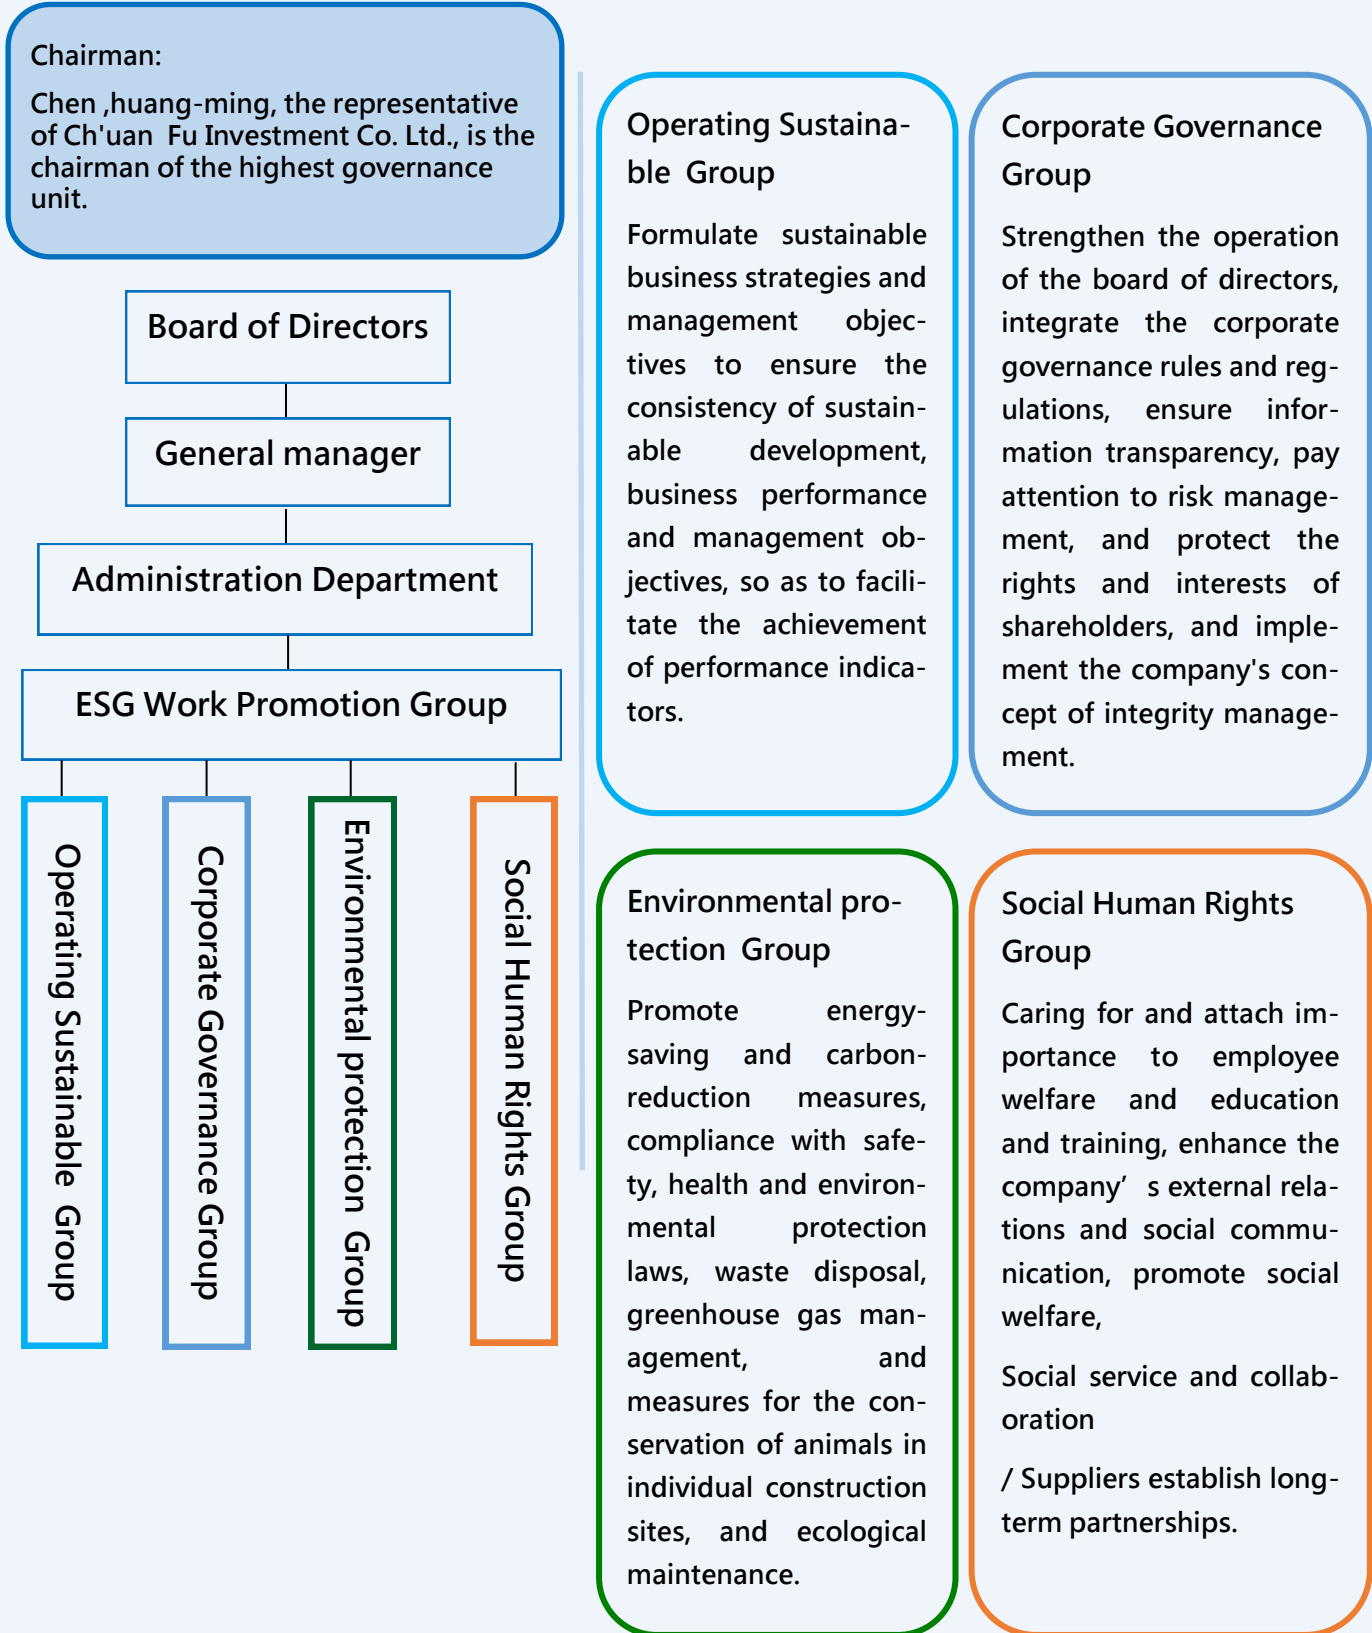 Chairman:
Chen ,huang-ming, the representative
of Ch'uan Fu Investment Co. Ltd., is the
chairman of the highest governance
unit.
Board of Directors
General manager
Administration Department
ESG Work Promotion Group
Operating Sustainable Group
Corporate Governance Group
Environmental protection Group
Social Human Rights Group
Operating Sustaina-
ble Group
Formulate sustainable
business strategies and
management objec-
tives to ensure the
consistency of sustain-
able development,
business performance
and management ob-
jectives, so as to facili-
tate the achievement
of performance indica-
tors.
Corporate Governance
Group
Strengthen the operation
of the board of directors,
integrate the corporate
governance rules and reg-
ulations, ensure infor-
mation transparency, pay
attention to risk manage-
ment, and protect the
rights and interests of
shareholders, and imple-
ment the company's con-
cept of integrity manage-
ment.
Environmental pro-
tection Group
Promote energy-
saving and carbon-
reduction measures,
compliance with safe-
ty, health and environ-
mental protection
laws, waste disposal,
greenhouse gas man-
agement, and
measures for the con-
servation of animals in
individual construction
sites, and ecological
maintenance.
Social Human Rights
Group
Caring for and attach im-
portance to employee
welfare and education
and training, enhance the
company’ s external rela-
tions and social commu-
nication, promote social
welfare,
Social service and collab-
oration
/ Suppliers establish long-
term partnerships.